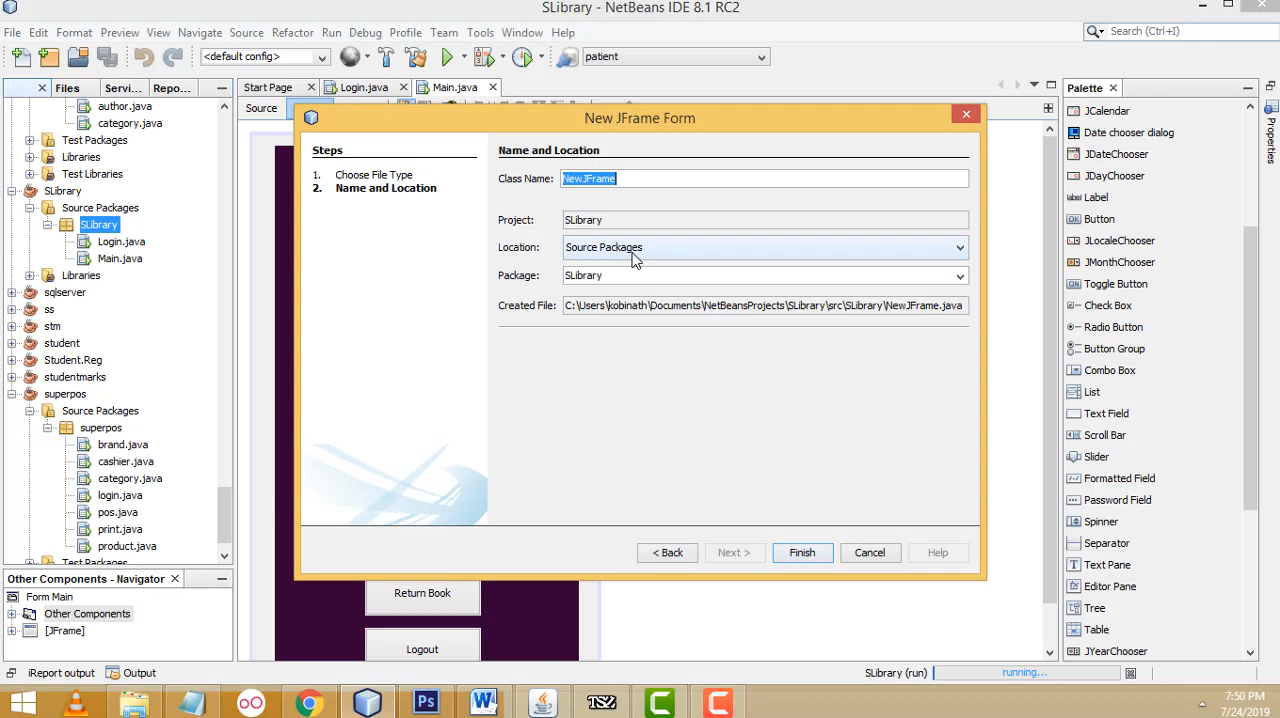 SLibrary - NetBeans IDE 8.1 RC2
File Edit Format Preview View Navigate Source Refactor Run Debug Profile Team Tools Window Help
Search (Ctrl+I)
<default config>
patient
Files Servi... Repo...
Start Page Login.java Main.java
Palette
Source
author.java
category.java
Test Packages
Libraries
Test Libraries
SLibrary
Source Packages
SLibrary
Login.java
Main.java
Libraries
sqlserver
ss
stm
student
Student.Reg
studentmarks
superpos
Source Packages
superpos
brand.java
cashier.java
category.java
login.java
pos.java
print.java
product.java
Test Packages
Other Components - Navigator
Form Main
Other Components
[JFrame]
New JFrame Form
Steps
1. Choose File Type
2. Name and Location
Name and Location
Class Name: NewJFrame
Project: SLibrary
Location: Source Packages
Package: SLibrary
Created File: C:\Users\kobinath\Documents\NetBeansProjects\SLibrary\src\SLibrary\NewJFrame.java
< Back Next > Finish Cancel Help
Return Book
Logout
JCalendar
Date chooser dialog
JDateChooser
JDayChooser
Label
Button
JLocaleChooser
JMonthChooser
Toggle Button
Check Box
Radio Button
Button Group
Combo Box
List
Text Field
Scroll Bar
Slider
Formatted Field
Password Field
Spinner
Separator
Text Pane
Editor Pane
Tree
Table
JYearChooser
Properties
iReport output Output
SLibrary (run) running...
Ps
W
TS2
C
C
7:50 PM
7/24/2019